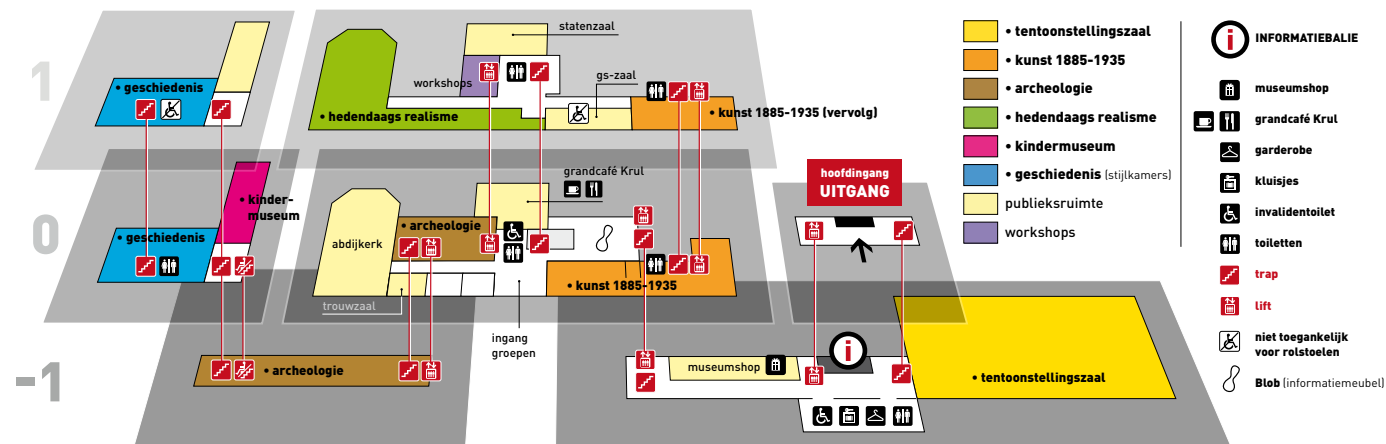 1
• geschiedenis
statenzaal
workshops
gs-zaal
• hedendaags realisme
• kunst 1885-1935 (vervolg)
0
• kinder-
museum
• geschiedenis
abdijkerk
• archeologie
grandcafé Krul
trouwzaal
• kunst 1885-1935
ingang
groepen
hoofdingang
UITGANG
-1
• archeologie
museumshop
i
• tentoonstellingszaal
• tentoonstellingszaal
• kunst 1885-1935
• archeologie
• hedendaags realisme
• kindermuseum
• geschiedenis (stijlkamers)
publieksruimte
workshops
i INFORMATIEBALIE
museumshop
grandcafé Krul
garderobe
kluisjes
invalidentoilet
toiletten
trap
lift
niet toegankelijk
voor rolstoelen
Blob (informatiemeubel)